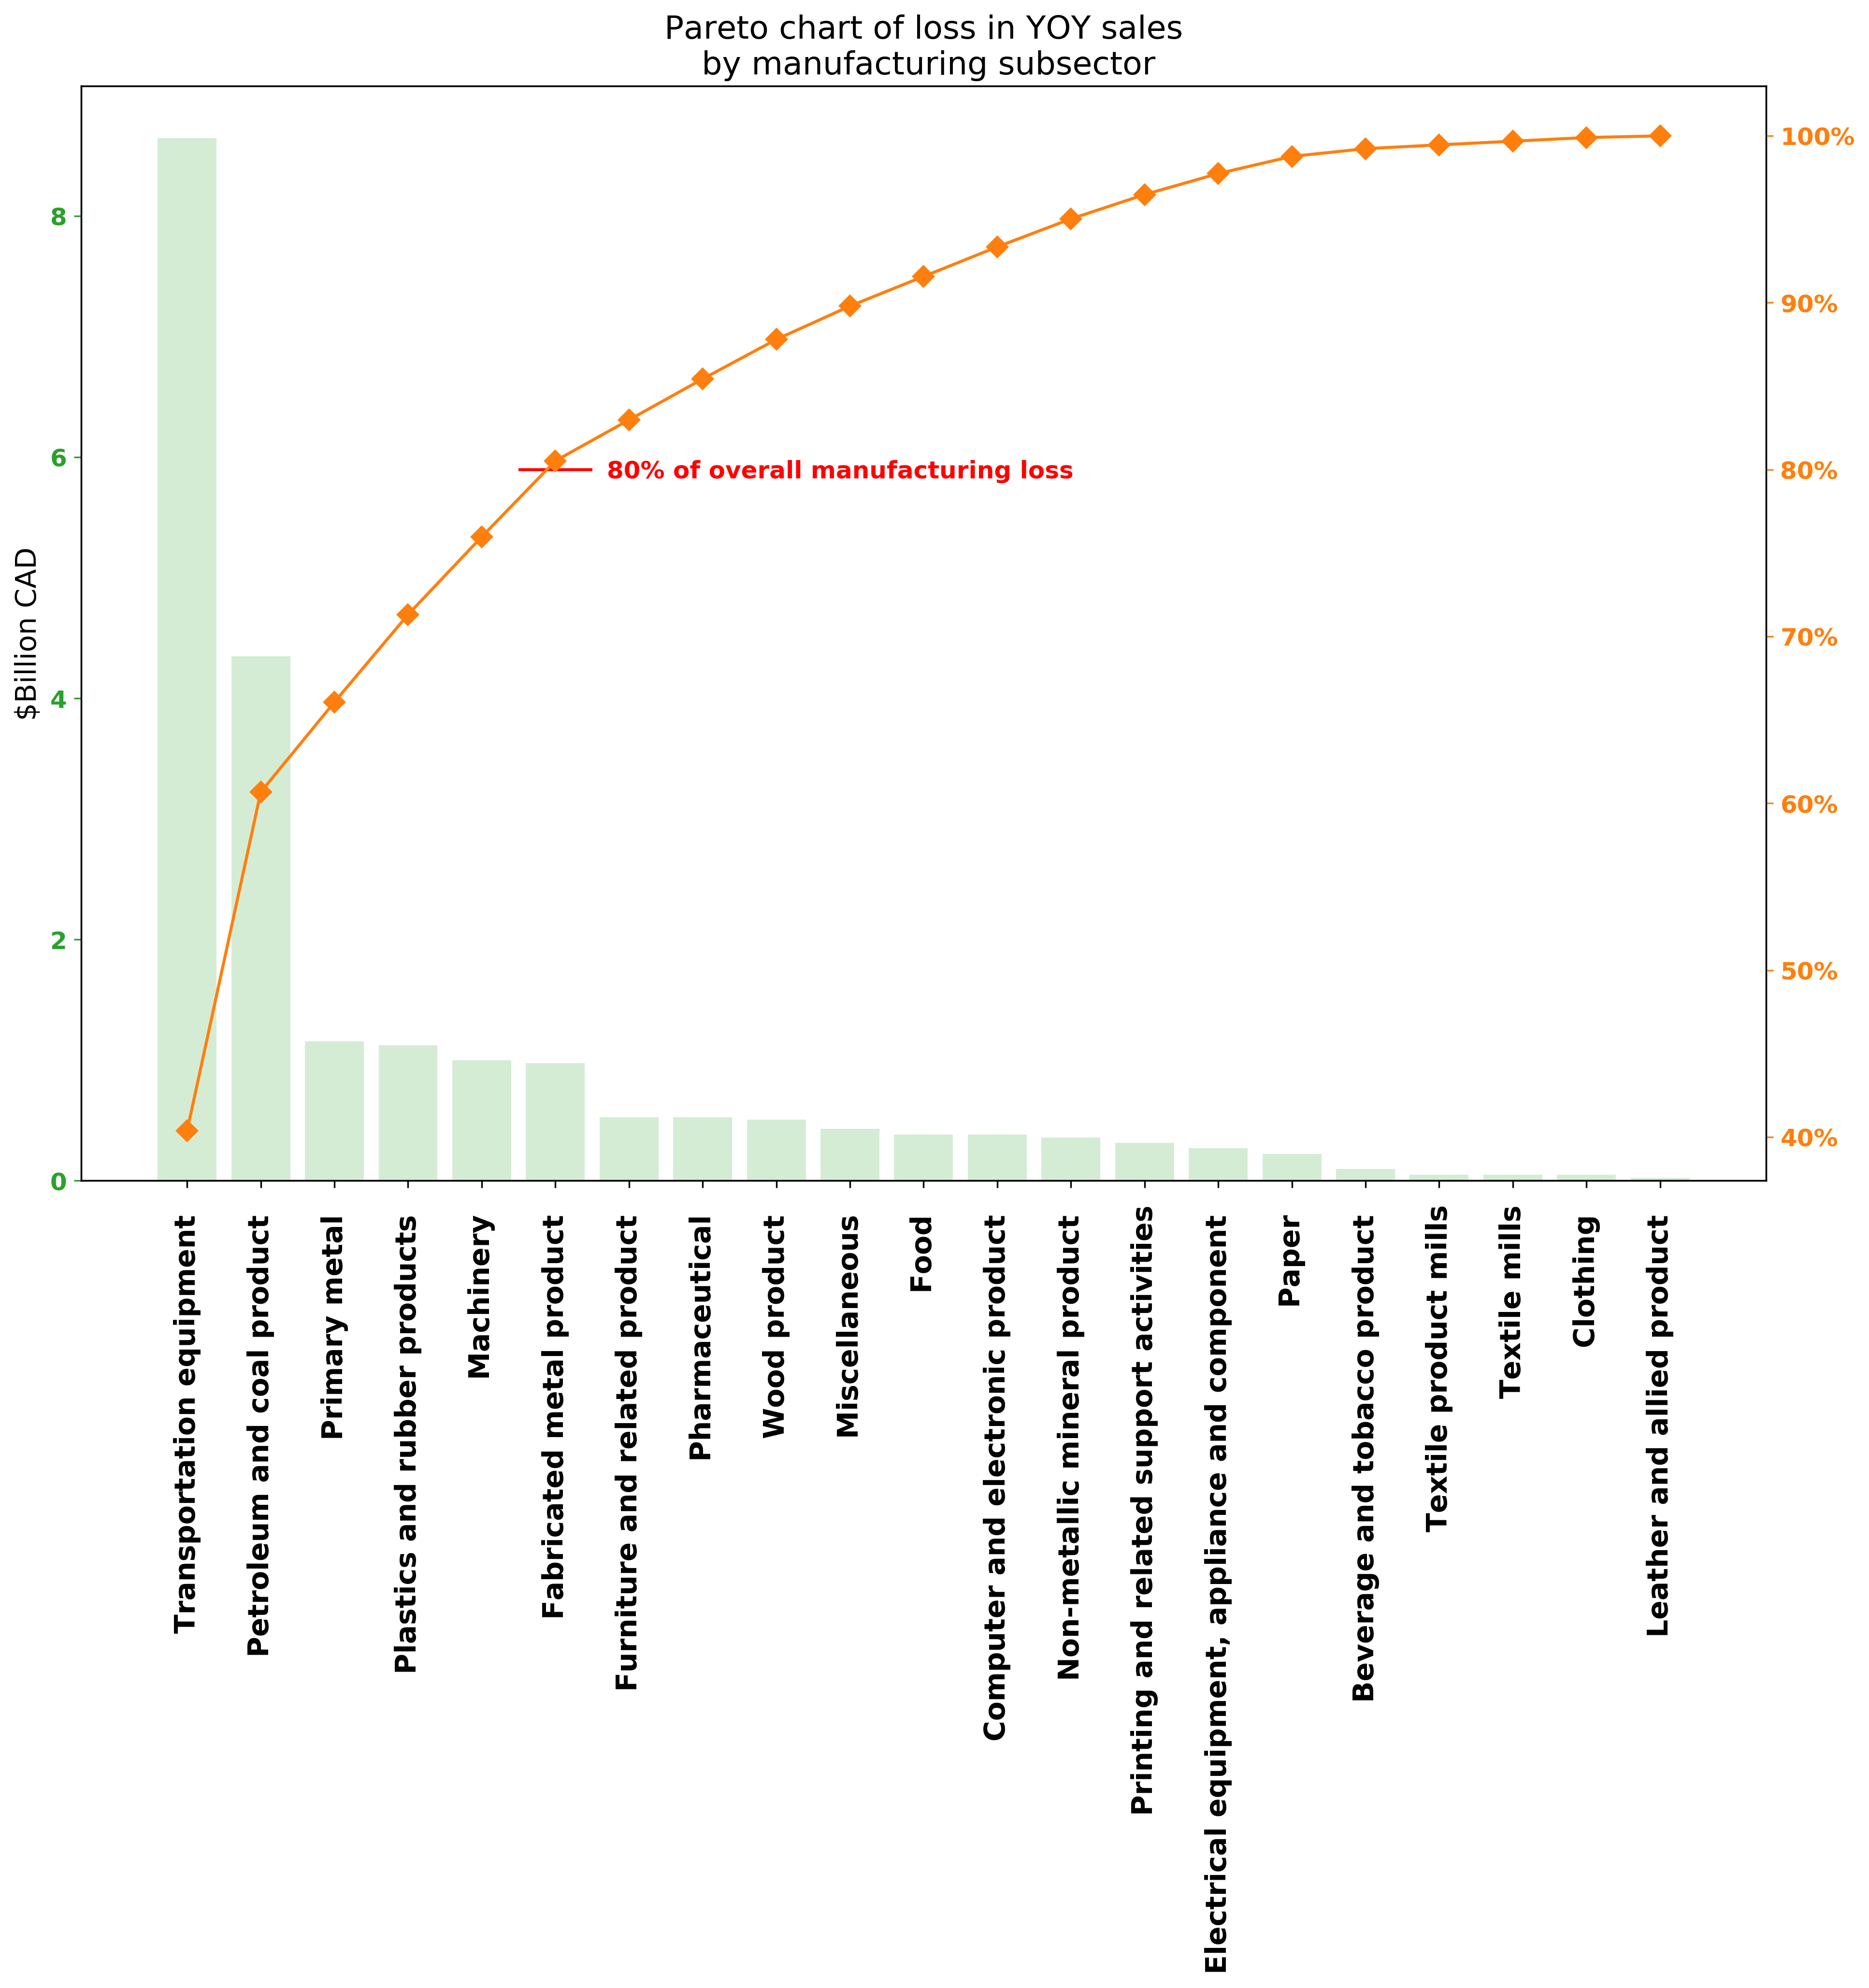 Pareto chart of loss in YOY sales
by manufacturing subsector
$Billion CAD
8
6
4
2
0
100%
90%
80%
70%
60%
50%
40%
80% of overall manufacturing loss
Transportation equipment
Petroleum and coal product
Primary metal
Plastics and rubber products
Machinery
Fabricated metal product
Furniture and related product
Pharmaceutical
Wood product
Miscellaneous
Food
Computer and electronic product
Non-metallic mineral product
Printing and related support activities
Electrical equipment, appliance and component
Paper
Beverage and tobacco product
Textile product mills
Textile mills
Clothing
Leather and allied product